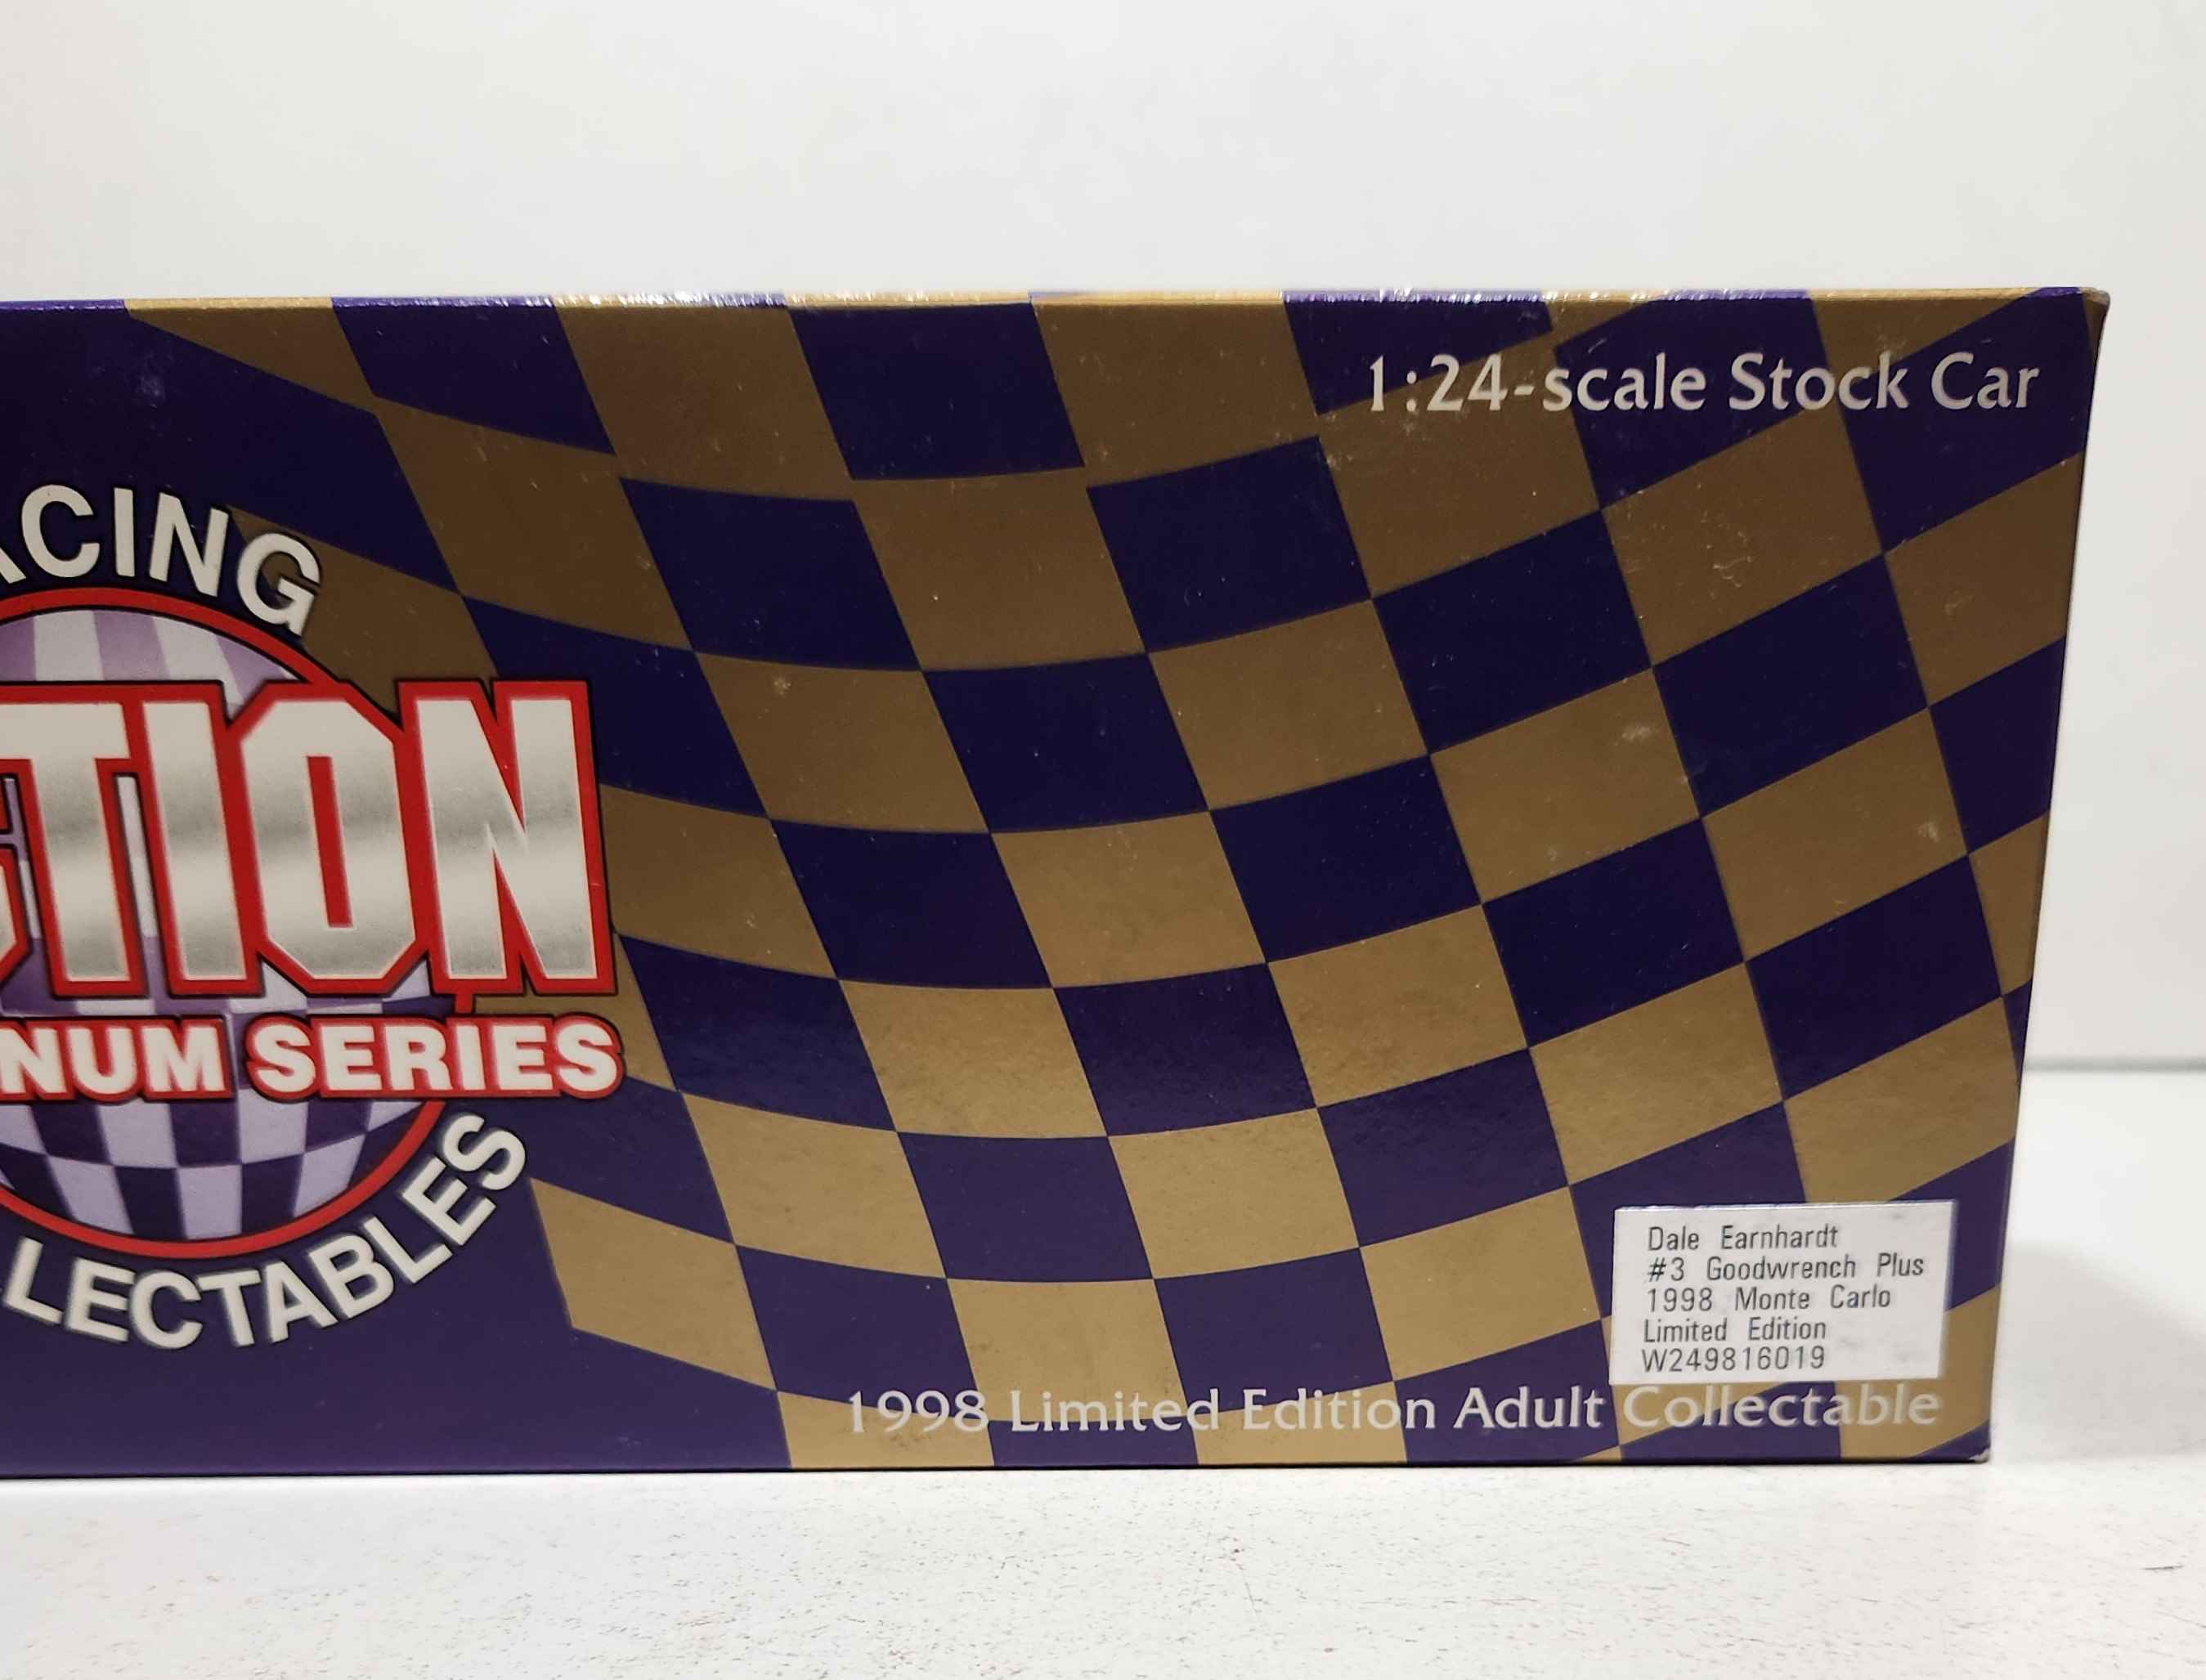 1:24-scale Stock Car
ACING
CTION
NUM SERIES
LECTABLES
Dale Earnhardt
#3 Goodwrench Plus
1998 Monte Carlo
Limited Edition
W249816019
1998 Limited Edition Adult Collectable